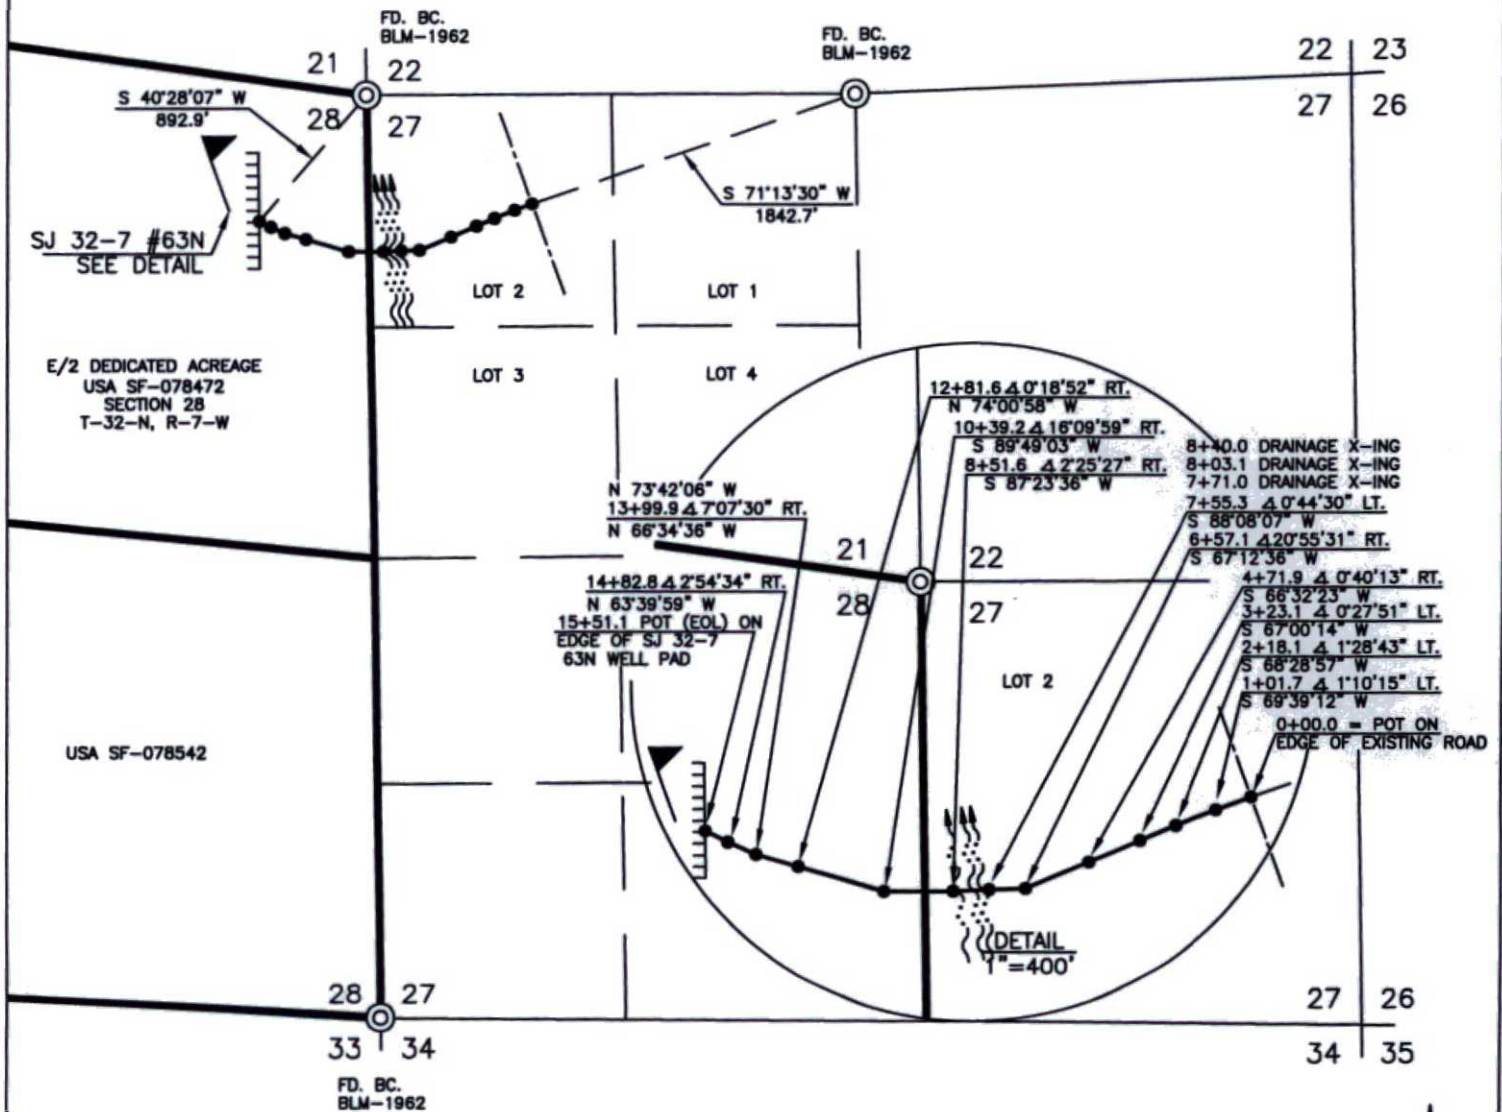 FD. BC.
BLM-1962
FD. BC.
BLM-1962
21
22
22
23
S 40°28'07" W
892.9'
28
27
27
26
S 71°13'30" W
1842.7'
SJ 32-7 #63N
SEE DETAIL
LOT 2
LOT 1
E/2 DEDICATED ACREAGE
USA SF-078472
SECTION 28
T-32-N, R-7-W
LOT 3
LOT 4
12+81.6 ∆ 0°18'52" RT.
N 74°00'58" W
10+39.2 ∆ 16°09'59" RT.
S 89°49'03" W
8+51.6 ∆ 2°25'27" RT.
S 87°23'36" W
8+40.0 DRAINAGE X-ING
8+03.1 DRAINAGE X-ING
7+71.0 DRAINAGE X-ING
7+55.3 ∆ 0°44'30" LT.
S 88°08'07" W
6+57.1 ∆ 20°55'31" RT.
S 67°12'36" W
4+71.9 ∆ 0°40'13" RT.
S 66°32'23" W
3+23.1 ∆ 0°27'51" LT.
S 67°00'14" W
2+18.1 ∆ 1°28'43" LT.
S 68°28'57" W
1+01.7 ∆ 1°10'15" LT.
S 69°39'12" W
0+00.0 = POT ON
EDGE OF EXISTING ROAD
N 73°42'06" W
13+99.9 ∆ 7°07'30" RT.
N 66°34'36" W
21
22
28
27
14+82.8 ∆ 2°54'34" RT.
N 63°39'59" W
15+51.1 POT (EOL) ON
EDGE OF SJ 32-7
63N WELL PAD
LOT 2
USA SF-078542
DETAIL
1"=400'
28
27
27
26
33
34
34
35
FD. BC.
BLM-1962